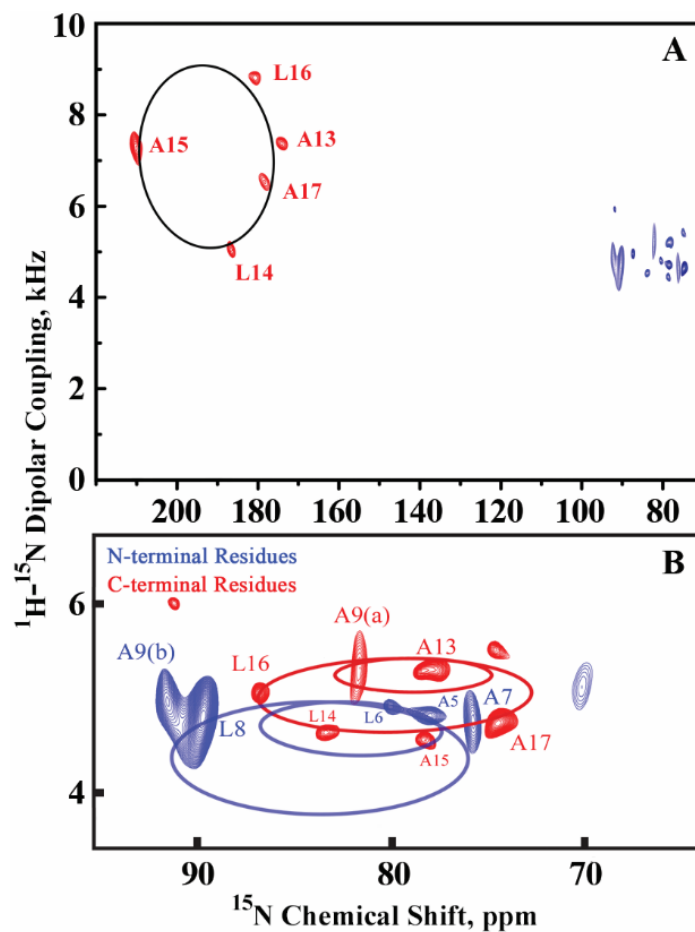 A
10
8
6
4
2
0
L16
A15
A13
A17
L14
200
180
160
140
120
100
80
¹H-¹⁵N Dipolar Coupling, kHz
B
N-terminal Residues
C-terminal Residues
6
4
A9(b)
A9(a)
A13
L16
L8
L6
A5
A7
L14
A15
A17
90
80
70
¹⁵N Chemical Shift, ppm